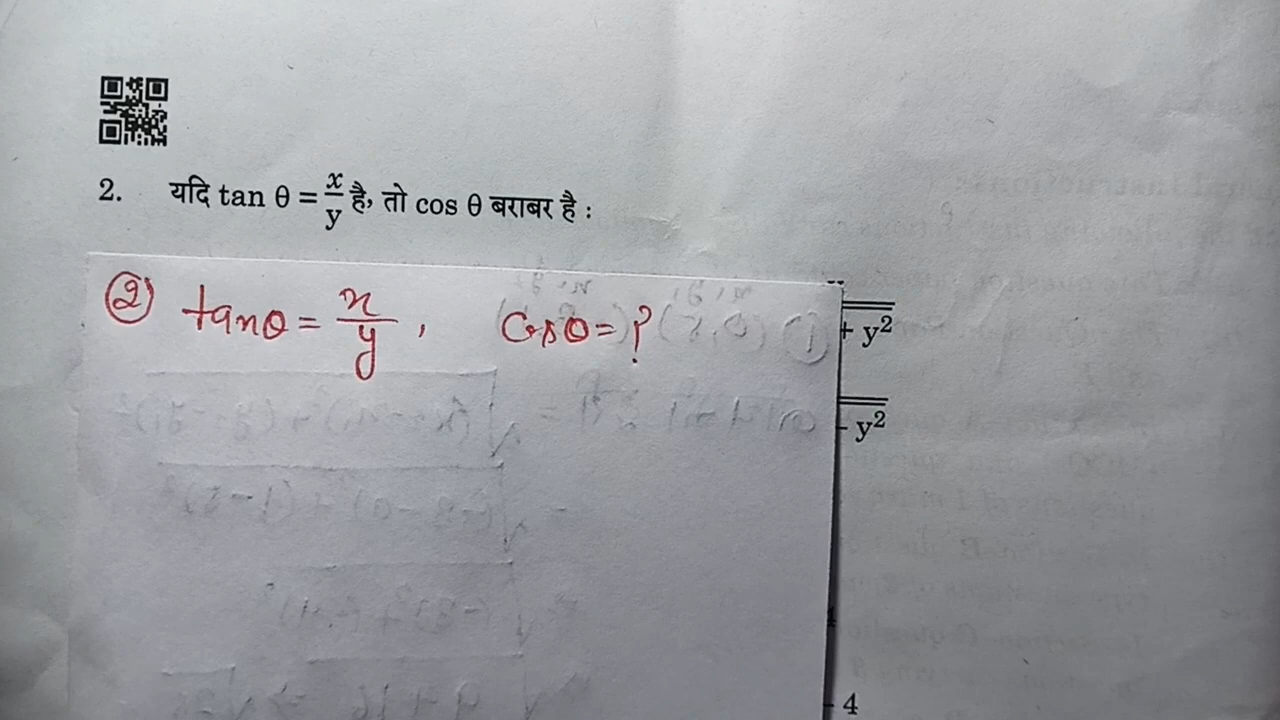 2. यदि tan θ = x/y है, तो cos θ बराबर है :
② tanθ = x/y , Cosθ = ?
+ y²
- y²
4